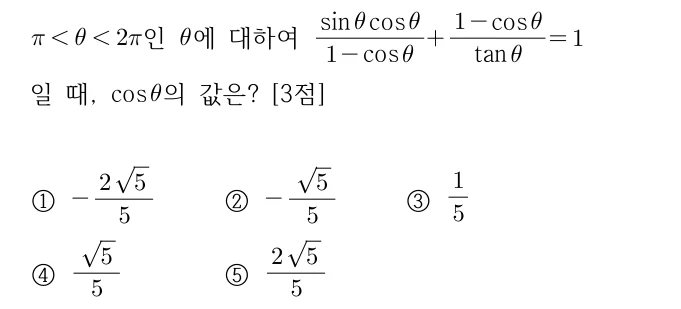 π<θ<2π인 θ에 대하여 sinθcosθ/(1-cosθ) + (1-cosθ)/tanθ = 1
일 때, cosθ의 값은? [3점]
① -2√5/5 ② -√5/5 ③ 1/5
④ √5/5 ⑤ 2√5/5